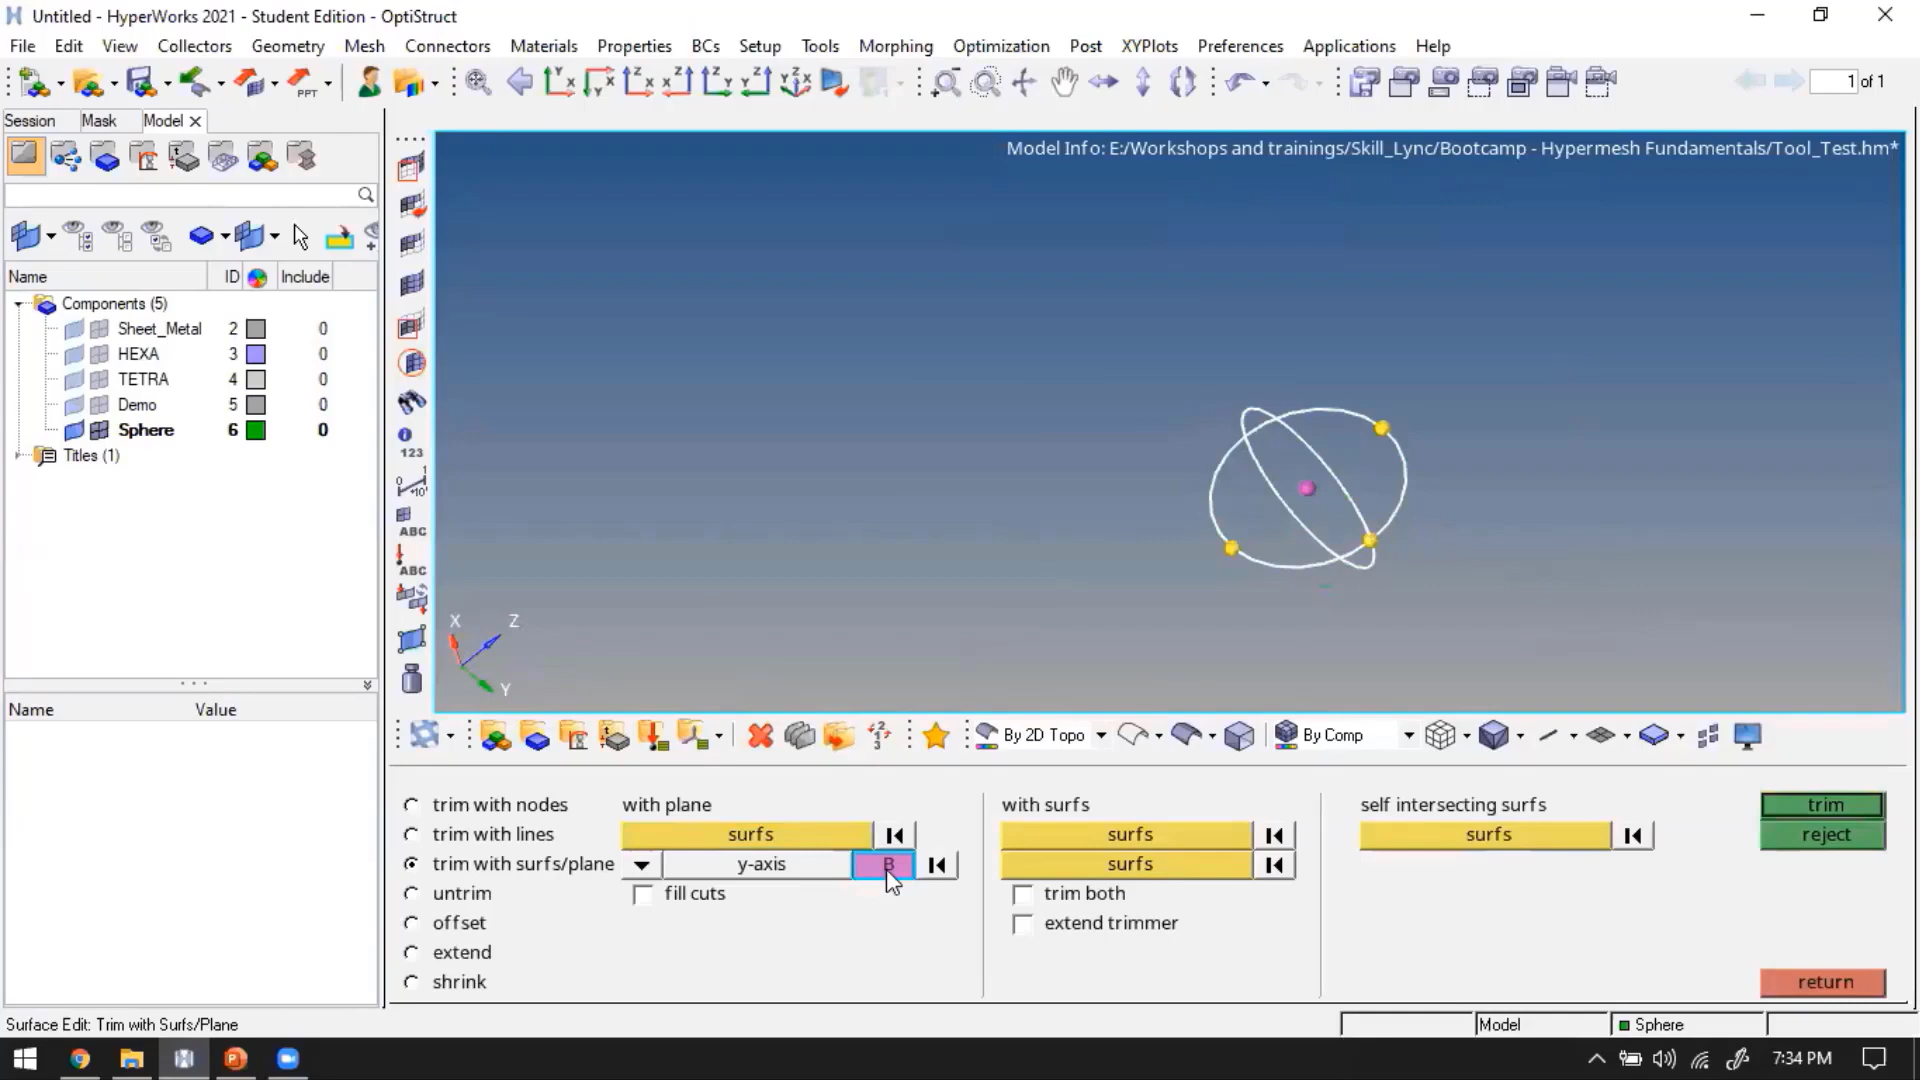 Untitled - HyperWorks 2021 - Student Edition - OptiStruct
File Edit View Collectors Geometry Mesh Connectors Materials Properties BCs Setup Tools Morphing Optimization Post XYPlots Preferences Applications Help
PPT
1 of 1
Session Mask Model
Model Info: E:/Workshops and trainings/Skill_Lync/Bootcamp - Hypermesh Fundamentals/Tool_Test.hm*
Name ID Include
Components (5)
Sheet_Metal 2 0
HEXA 3 0
TETRA 4 0
Demo 5 0
Sphere 6 0
Titles (1)
123
ABC
ABC
X Z
Y
Name Value
By 2D Topo By Comp
trim with nodes with plane with surfs self intersecting surfs trim
trim with lines surfs surfs surfs reject
trim with surfs/plane y-axis B surfs
untrim fill cuts trim both
offset extend trimmer
extend
shrink return
Surface Edit: Trim with Surfs/Plane Model Sphere
7:34 PM